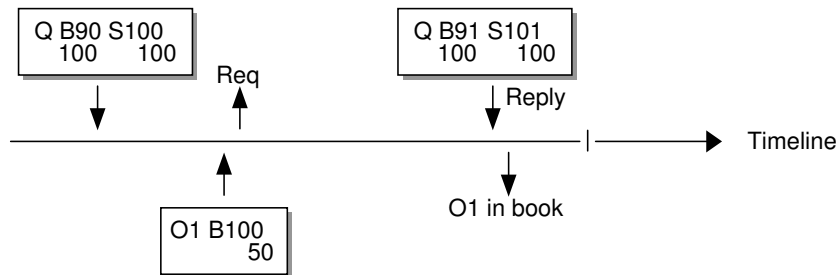 Q B90 S100
100 100
Req
Q B91 S101
100 100
Reply
Timeline
O1 in book
O1 B100
50